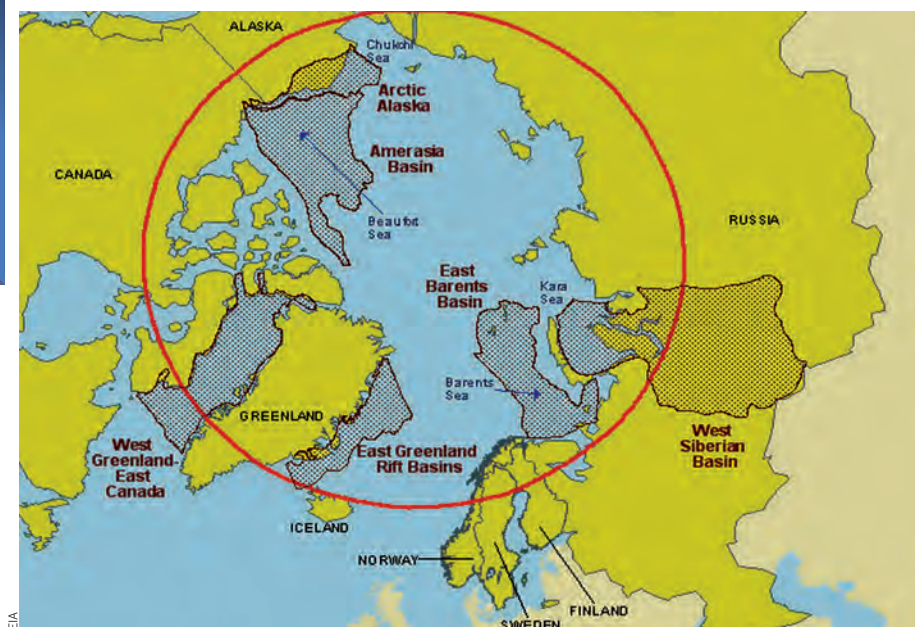 ALASKA
Chukchi
Sea
Arctic
Alaska
Amerasia
Basin
CANADA
Beaufort
Sea
RUSSIA
East
Barents
Basin
Kara
Sea
Barents
Sea
GREENLAND
West
Greenland-
East
Canada
East Greenland
Rift Basins
West
Siberian
Basin
ICELAND
NORWAY
FINLAND
SWEDEN
EIA